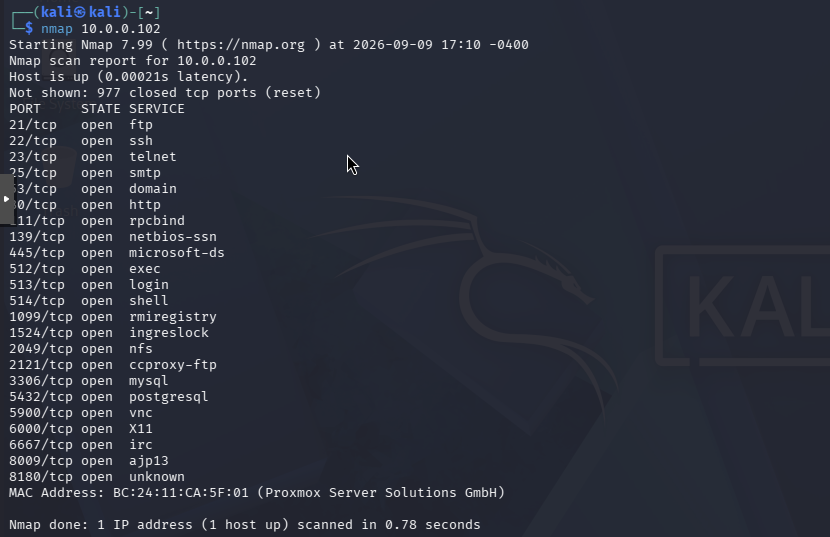 ┌──(kali㉿kali)-[~]
└─$ nmap 10.0.0.102
Starting Nmap 7.99 ( https://nmap.org ) at 2026-09-09 17:10 -0400
Nmap scan report for 10.0.0.102
Host is up (0.00021s latency).
Not shown: 977 closed tcp ports (reset)
PORT     STATE SERVICE
21/tcp   open  ftp
22/tcp   open  ssh
23/tcp   open  telnet
25/tcp   open  smtp
53/tcp   open  domain
80/tcp   open  http
111/tcp  open  rpcbind
139/tcp  open  netbios-ssn
445/tcp  open  microsoft-ds
512/tcp  open  exec
513/tcp  open  login
514/tcp  open  shell
1099/tcp open  rmiregistry
1524/tcp open  ingreslock
2049/tcp open  nfs
2121/tcp open  ccproxy-ftp
3306/tcp open  mysql
5432/tcp open  postgresql
5900/tcp open  vnc
6000/tcp open  X11
6667/tcp open  irc
8009/tcp open  ajp13
8180/tcp open  unknown
MAC Address: BC:24:11:CA:5F:01 (Proxmox Server Solutions GmbH)
Nmap done: 1 IP address (1 host up) scanned in 0.78 seconds
KAL